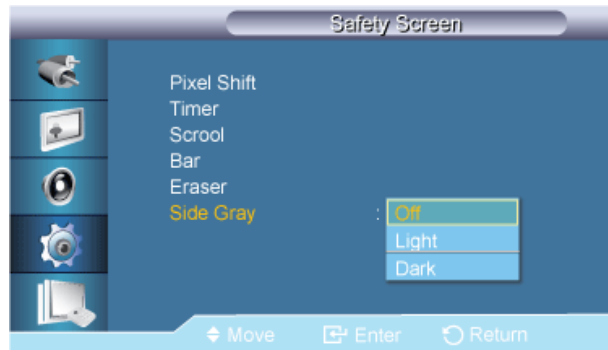 Safety Screen
Pixel Shift
Timer
Scrool
Bar
Eraser
Side Gray : Off
Light
Dark
Move Enter Return